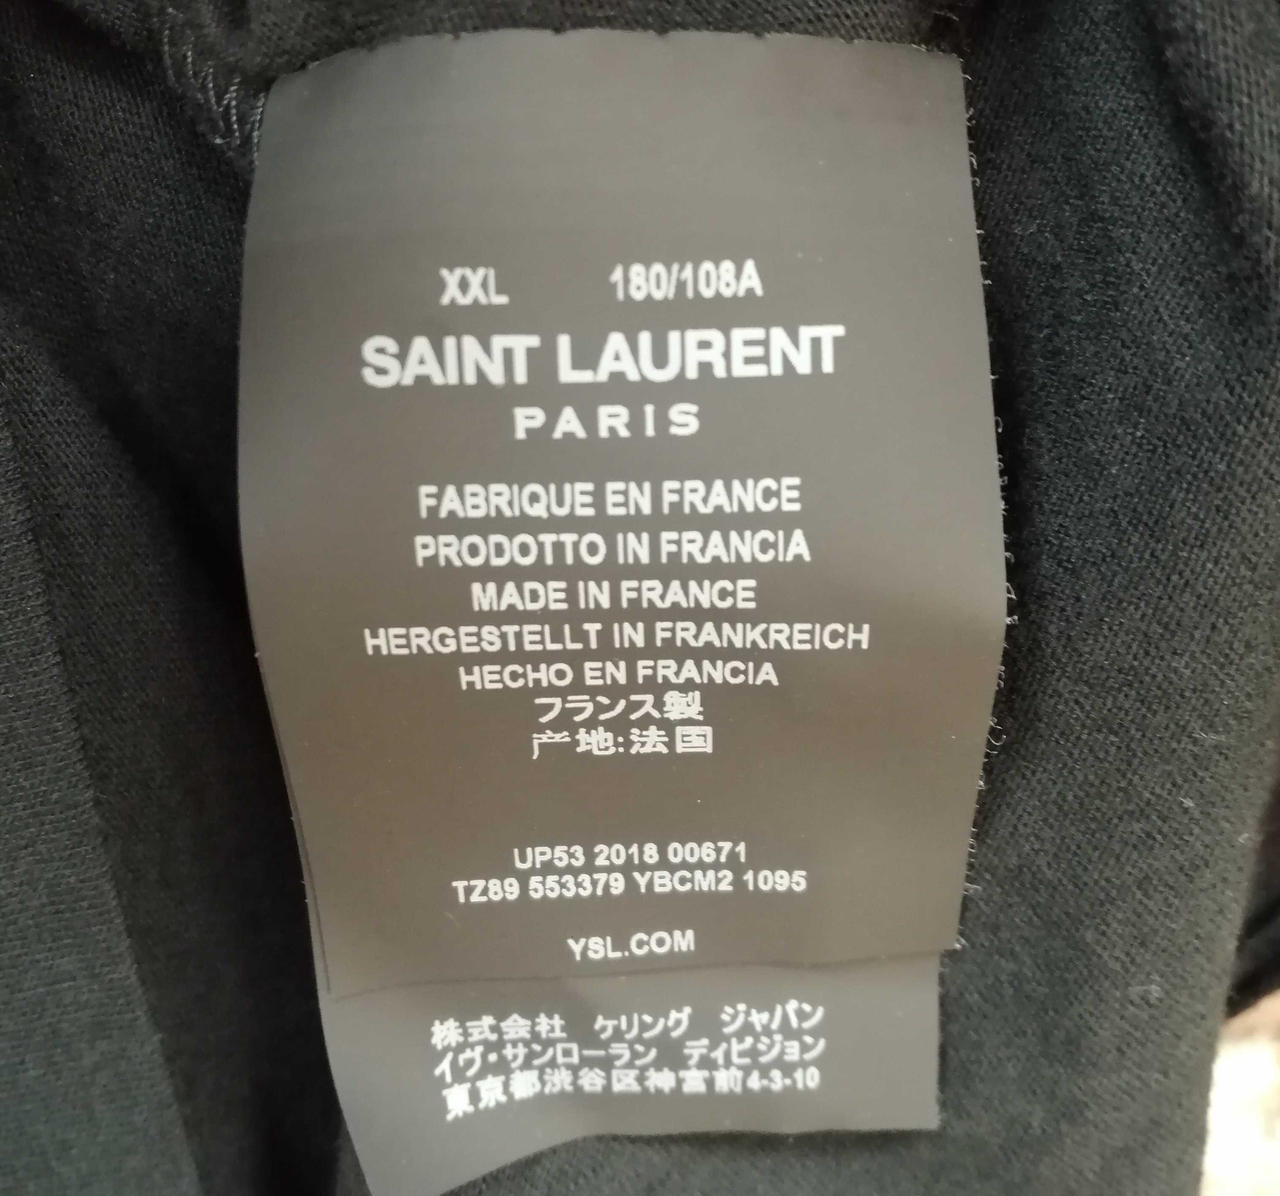 XXL 180/108A
SAINT LAURENT
PARIS
FABRIQUE EN FRANCE
PRODOTTO IN FRANCIA
MADE IN FRANCE
HERGESTELLT IN FRANKREICH
HECHO EN FRANCIA
フランス製
产地:法国
UP53 2018 00671
TZ89 553379 YBCM2 1095
YSL.COM
株式会社 ケリング ジャパン
イヴ・サンローラン ディビジョン
東京都渋谷区神宮前4-3-10